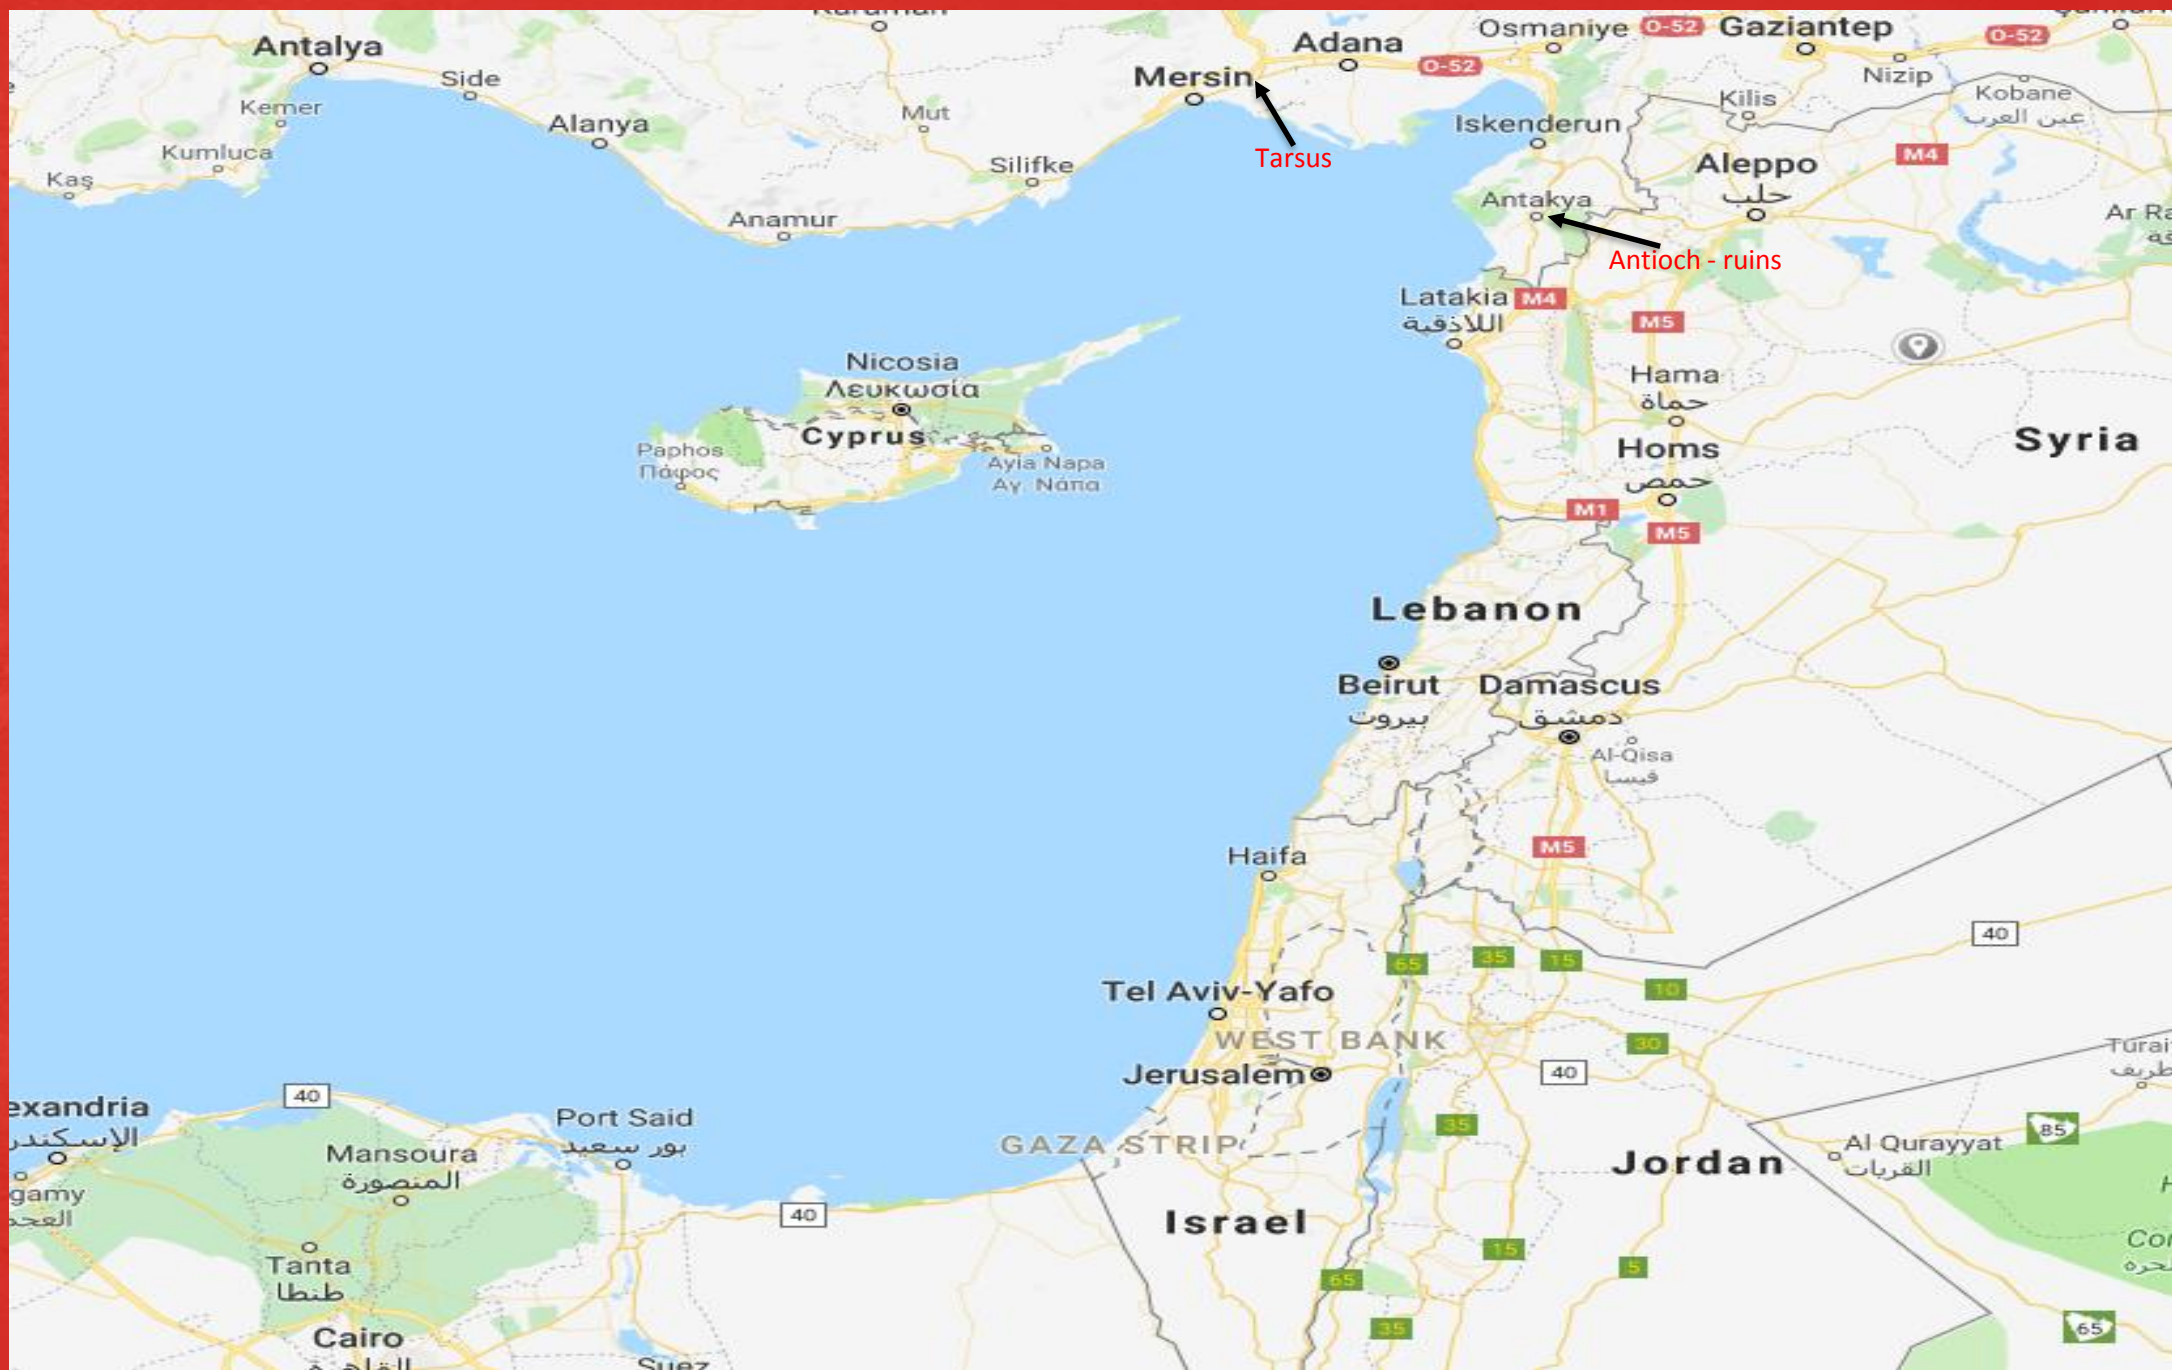 Antalya
Side
Kemer
Alanya
Kumluca
Kaş
Mut
Silifke
Anamur
Mersin
Adana
O-52
Osmaniye
O-52
Gaziantep
O-52
Nizip
Kilis
Kobane
عين العرب
Iskenderun
Tarsus
Aleppo
حلب
M4
Antakya
Antioch - ruins
Latakia
اللاذقية
M4
M5
Nicosia
Λευκωσία
Cyprus
Paphos
Πάφος
Ayia Napa
Αγ. Νάπα
Hama
حماة
Homs
حمص
Syria
M1
M5
Lebanon
Beirut
بيروت
Damascus
دمشق
Al-Qisa
قيسا
M5
Haifa
40
65
35
15
10
Tel Aviv-Yafo
WEST BANK
30
Jerusalem
40
35
GAZA STRIP
Jordan
Al Qurayyat
القريات
85
Israel
15
5
65
35
65
40
Port Said
بور سعيد
Mansoura
المنصورة
40
Tanta
طنطا
Cairo